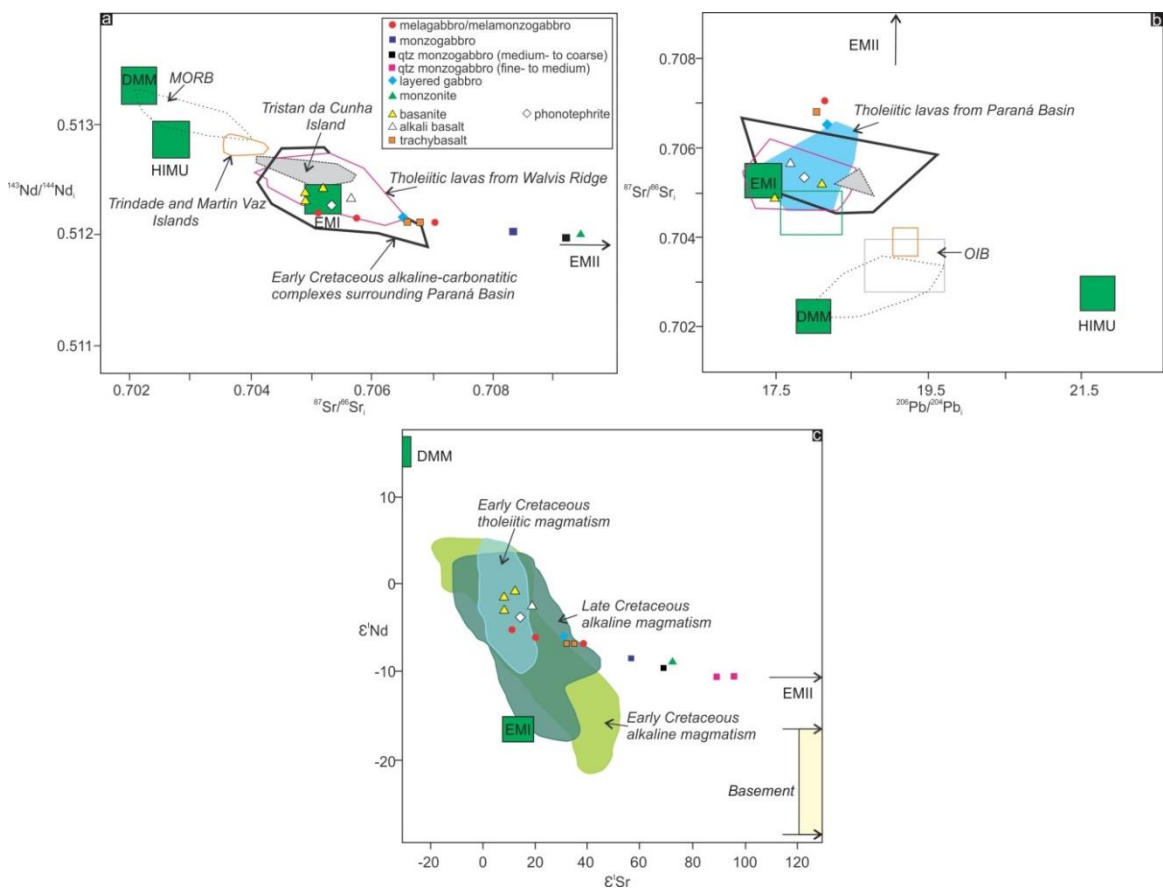 a
0.513
0.512
0.511
¹⁴³Nd/¹⁴⁴Ndᵢ
0.702
0.704
0.706
0.708
⁸⁷Sr/⁸⁶Srᵢ
DMM
MORB
HIMU
Trindade and Martin Vaz
Islands
Tristan da Cunha
Island
EMI
Tholeiitic lavas from Walvis Ridge
Early Cretaceous alkaline-carbonatitic
complexes surrounding Paraná Basin
EMII
melagabbro/melamonzogabbro
monzogabbro
qtz monzogabbro (medium- to coarse)
qtz monzogabbro (fine- to medium)
layered gabbro
monzonite
basanite
phonotephrite
alkali basalt
trachybasalt
b
0.708
0.706
0.704
0.702
⁸⁷Sr/⁸⁶Srᵢ
17.5
19.5
21.5
²⁰⁶Pb/²⁰⁴Pbᵢ
EMII
Tholeiitic lavas from Paraná Basin
EMI
OIB
DMM
HIMU
c
10
0
-10
-20
ƐᵗNd
-20
0
20
40
60
80
100
120
ƐᵗSr
DMM
Early Cretaceous
tholeiitic magmatism
Late Cretaceous
alkaline magmatism
EMI
Early Cretaceous
alkaline magmatism
EMII
Basement